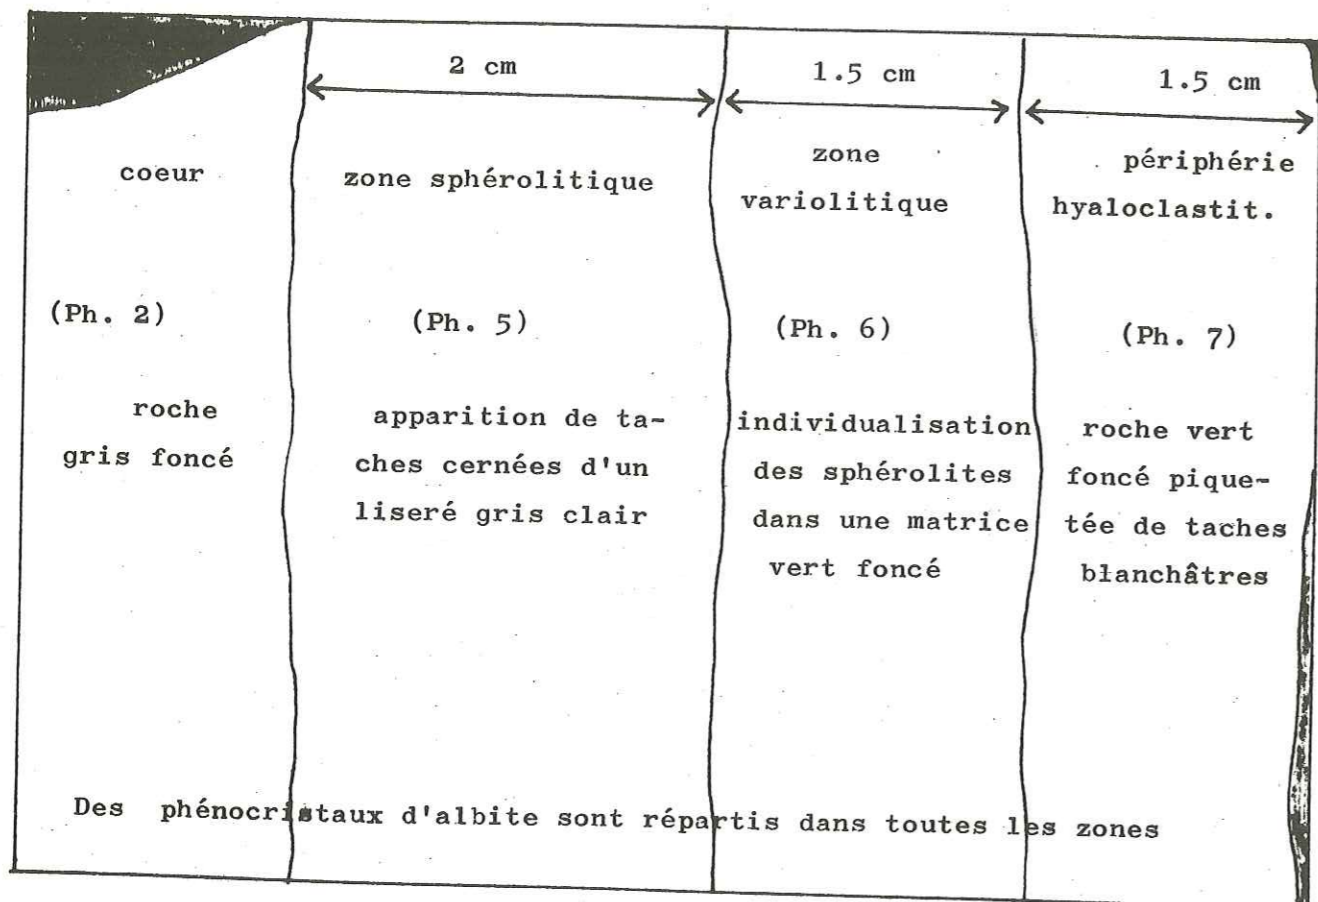 2 cm
1.5 cm
1.5 cm
coeur
zone sphérolitique
zone
variolitique
périphérie
hyaloclastit.
(Ph. 2)
(Ph. 5)
(Ph. 6)
(Ph. 7)
roche
gris foncé
apparition de ta-
ches cernées d'un
liseré gris clair
individualisation
des sphérolites
dans une matrice
vert foncé
roche vert
foncé pique-
tée de taches
blanchâtres
Des phénocristaux d'albite sont répartis dans toutes les zones